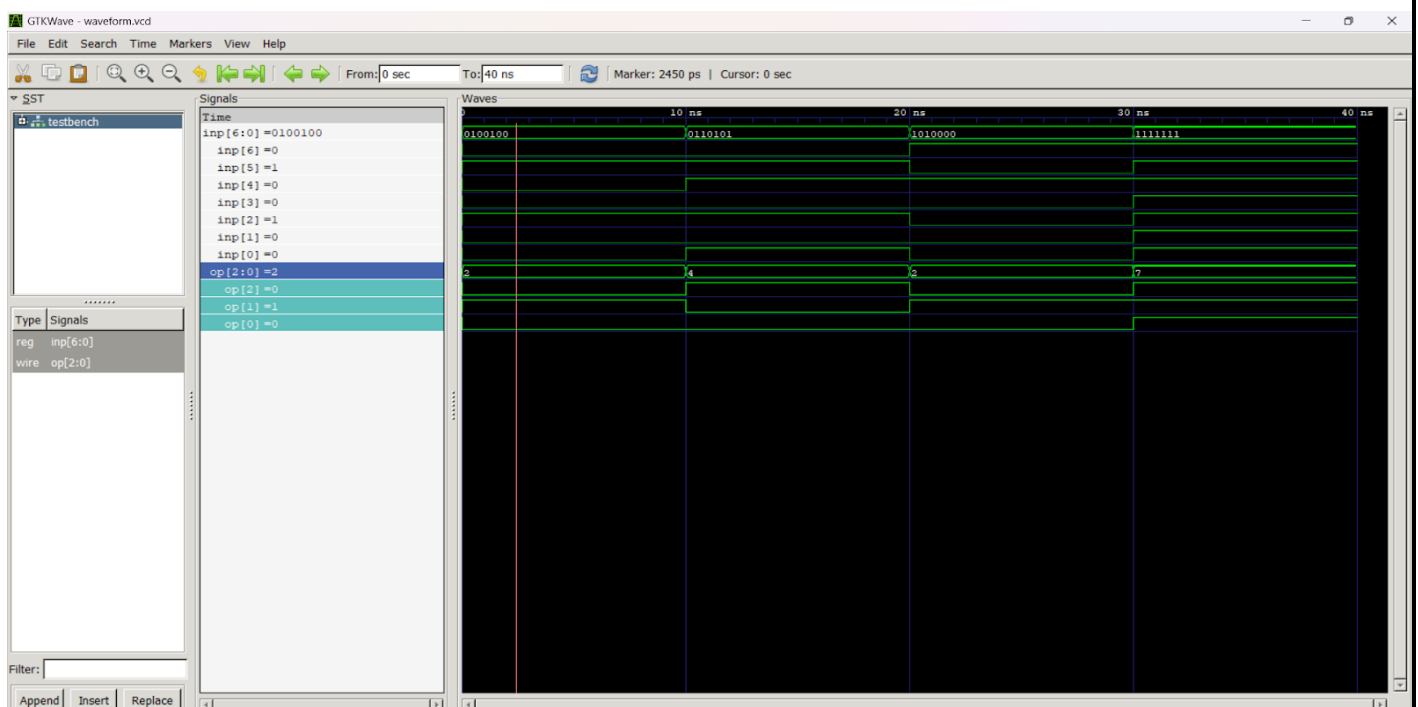 GTKWave - waveform.vcd
File Edit Search Time Markers View Help
From: 0 sec To: 40 ns Marker: 2450 ps | Cursor: 0 sec
SST
testbench
Type Signals
reg inp[6:0]
wire op[2:0]
Filter:
Append Insert Replace
Signals
Time
inp[6:0] =0100100
inp[6] =0
inp[5] =1
inp[4] =0
inp[3] =0
inp[2] =1
inp[1] =0
inp[0] =0
op[2:0] =2
op[2] =0
op[1] =1
op[0] =0
Waves
0 10 ns 20 ns 30 ns 40 ns
0100100 0110101 1010000 1111111
2 4 2 7